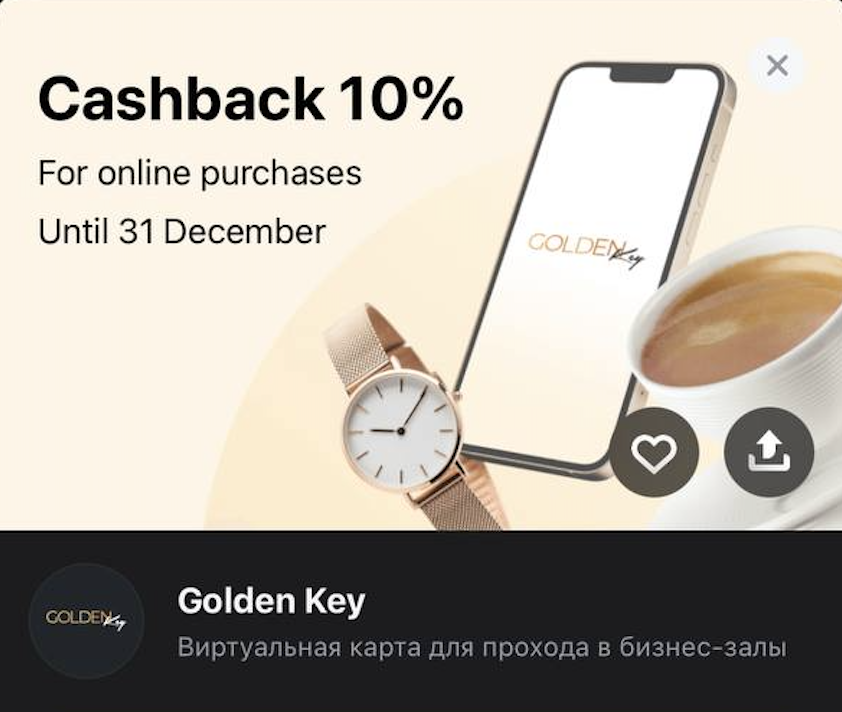 Cashback 10%
For online purchases
Until 31 December
GOLDEN Key
GOLDEN Key
Golden Key
Виртуальная карта для прохода в бизнес-залы